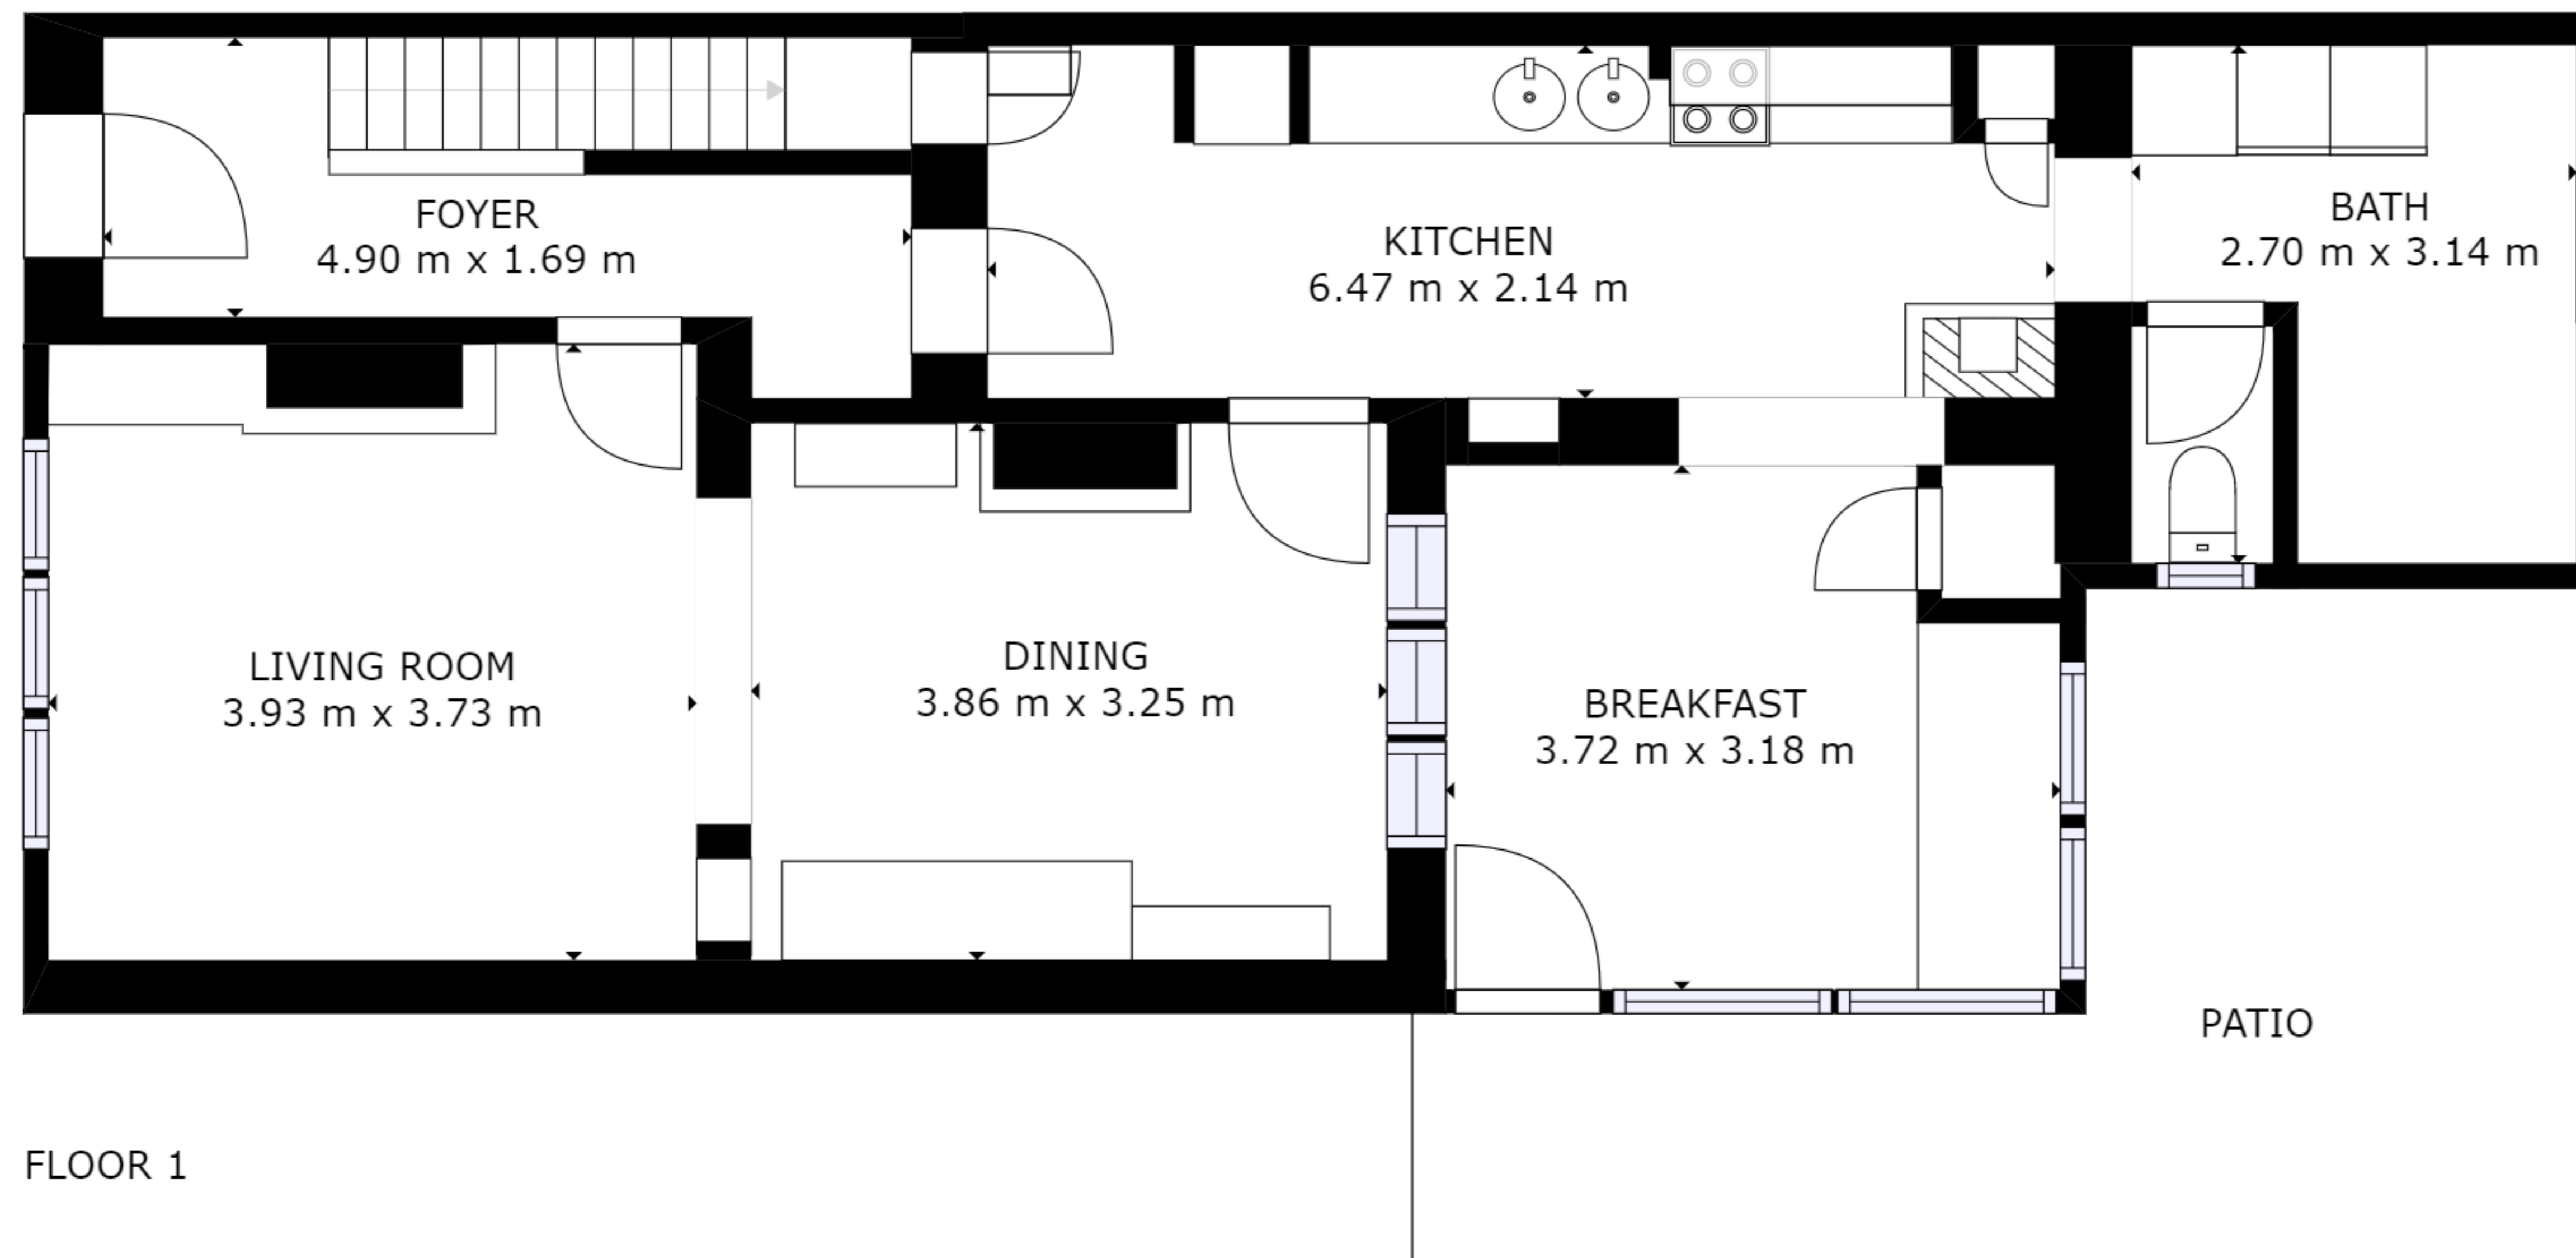 FOYER
4.90 m x 1.69 m
KITCHEN
6.47 m x 2.14 m
BATH
2.70 m x 3.14 m
LIVING ROOM
3.93 m x 3.73 m
DINING
3.86 m x 3.25 m
BREAKFAST
3.72 m x 3.18 m
PATIO
FLOOR 1